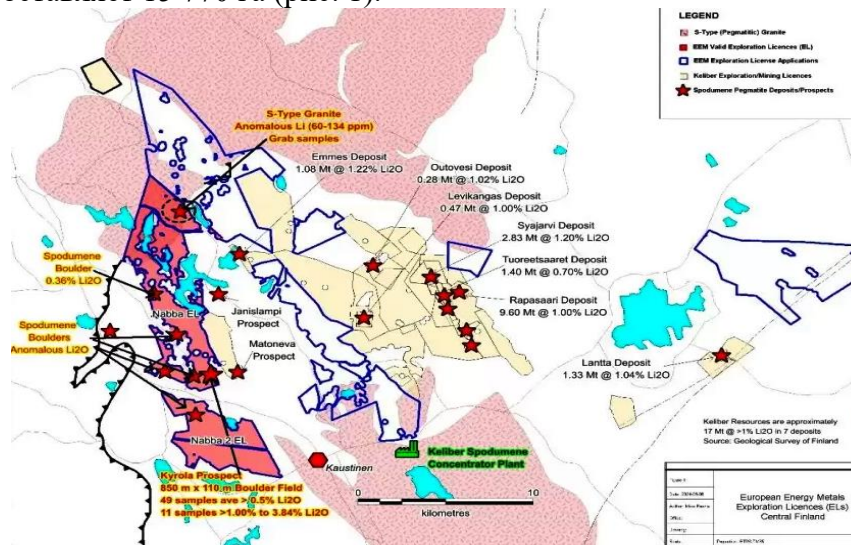 LEGEND
S-Type (Pegmatitic) Granite
EEM Valid Exploration Licences (EL)
EEM Exploration License Applications
Keliber Exploration/Mining Licences
Spodumene Pegmatite Deposits/Prospects
S-Type Granite
Anomalous Li (60-134 ppm)
Grab samples
Emmes Deposit
1.08 Mt @ 1.22% Li2O
Outovesi Deposit
0.28 Mt @ 1.02% Li2O
Levikangas Deposit
0.47 Mt @ 1.00% Li2O
Syajarvi Deposit
2.83 Mt @ 1.20% Li2O
Tuoreetsaaret Deposit
1.40 Mt @ 0.70% Li2O
Rapasaari Deposit
9.60 Mt @ 1.00% Li2O
Spodumene
Boulder
0.36% Li2O
Nabba EL
Janislampi
Prospect
Spodumene
Boulders
Anomalous Li2O
Matoneva
Prospect
Lantta Deposit
1.33 Mt @ 1.04% Li2O
Keliber Resources are approximately
17 Mt @ >1% Li2O in 7 deposits
Source: Geological Survey of Finland
Nabba 2 EL
Keliber Spodumene
Concentrator Plant
Kaustinen
Kyrola Prospect
850 m x 110 m Boulder Field
49 samples ave > 0.5% Li2O
11 samples >1.00% to 3.84% Li2O
0 10
kilometres
European Energy Metals
Exploration Licences (ELs)
Central Finland